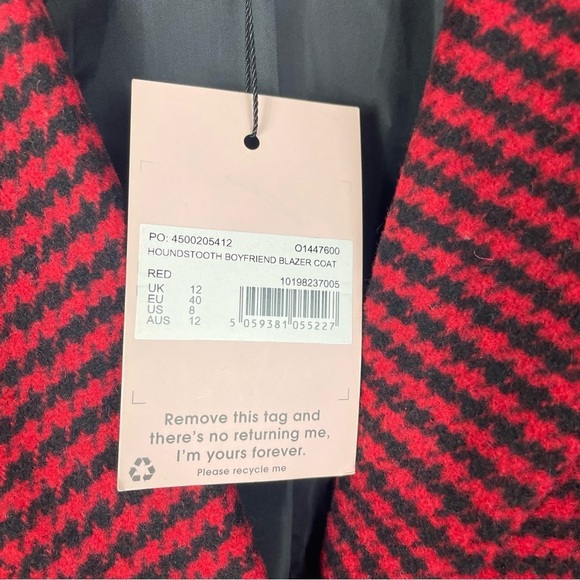 PO: 4500205412 O1447600
HOUNDSTOOTH BOYFRIEND BLAZER COAT
RED 10198237005
UK 12
EU 40
US 8
AUS 12
5 059381 055227
Remove this tag and
there's no returning me,
I'm yours forever.
Please recycle me